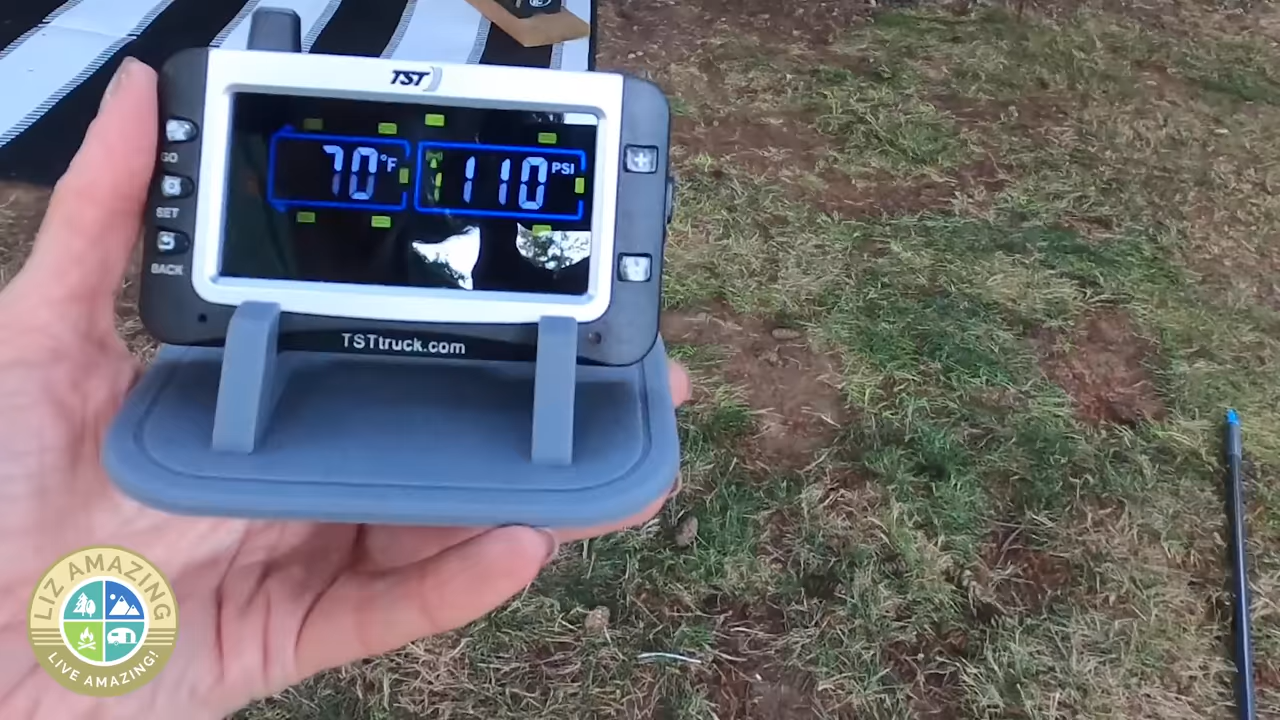 TST
GO
SET
BACK
70°F
110 PSI
TSTtruck.com
LIZ AMAZING
LIVE AMAZING!